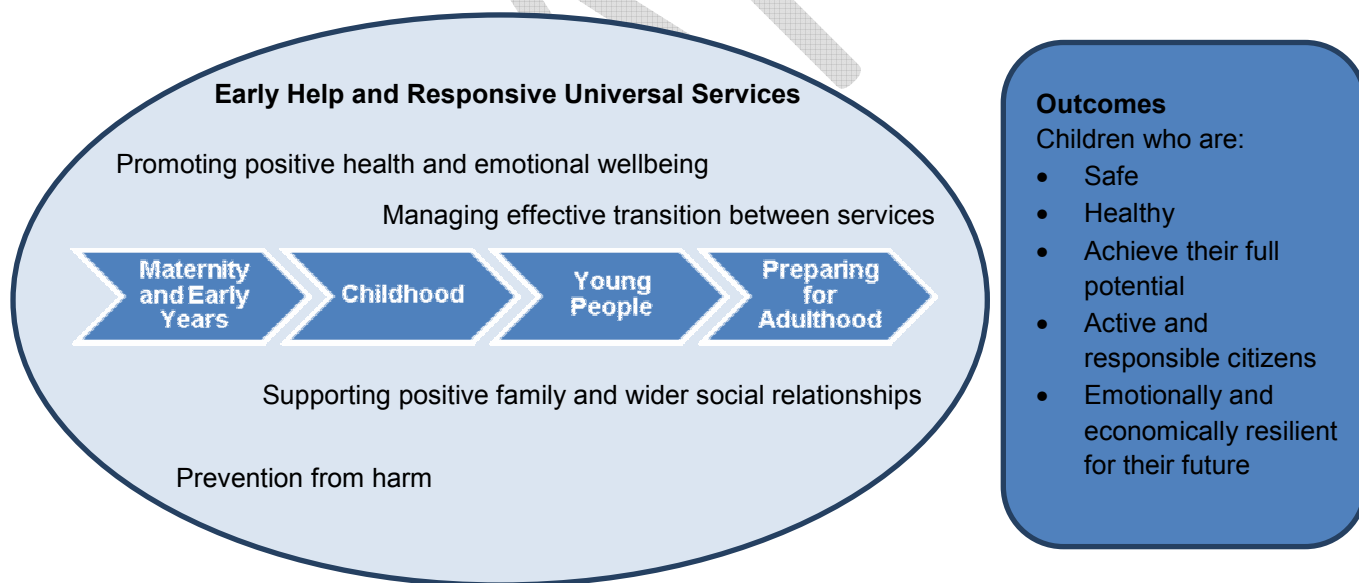 Early Help and Responsive Universal Services
Promoting positive health and emotional wellbeing
Managing effective transition between services
Maternity
and Early
Years
Childhood
Young
People
Preparing
for
Adulthood
Supporting positive family and wider social relationships
Prevention from harm
Outcomes
Children who are:
• Safe
• Healthy
• Achieve their full
potential
• Active and
responsible citizens
• Emotionally and
economically resilient
for their future